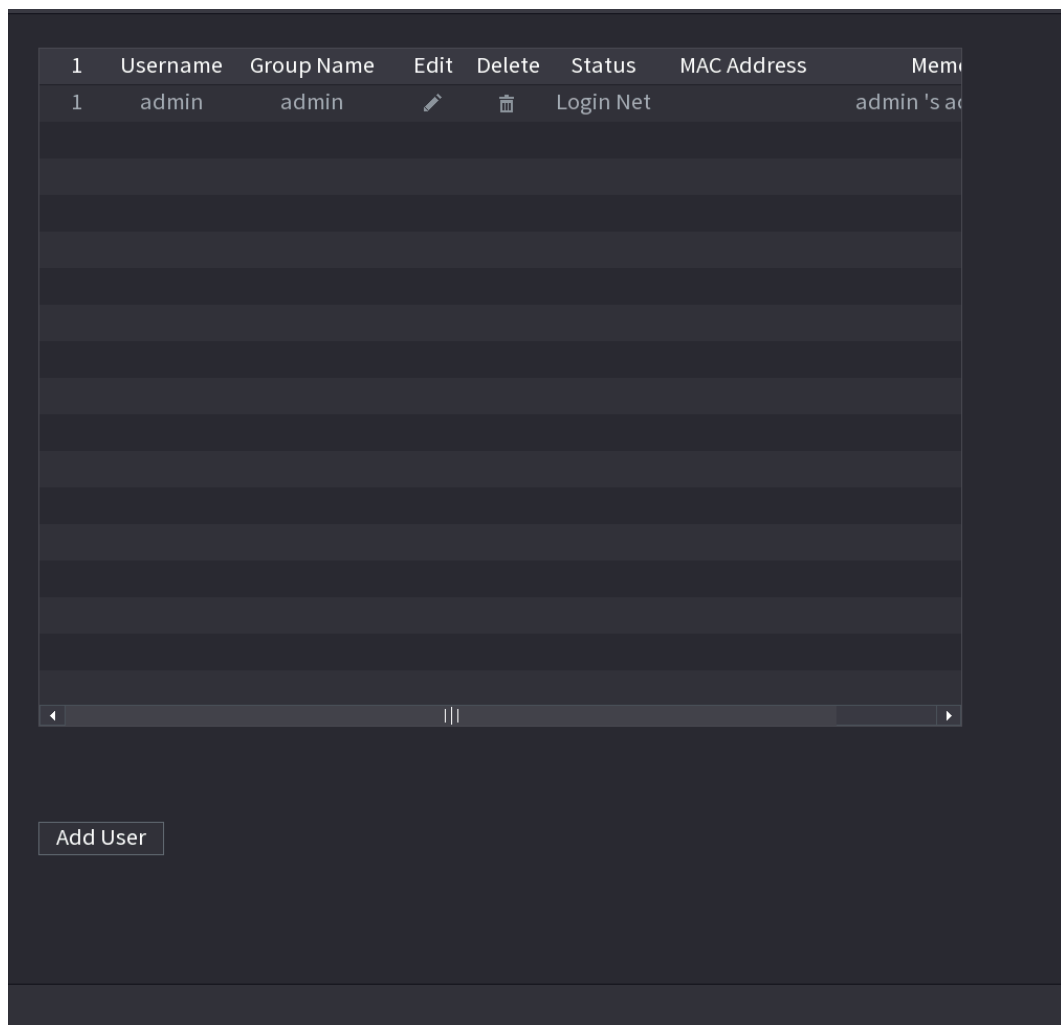 1 Username Group Name Edit Delete Status MAC Address
1 admin admin Login Net admin 's
Add User